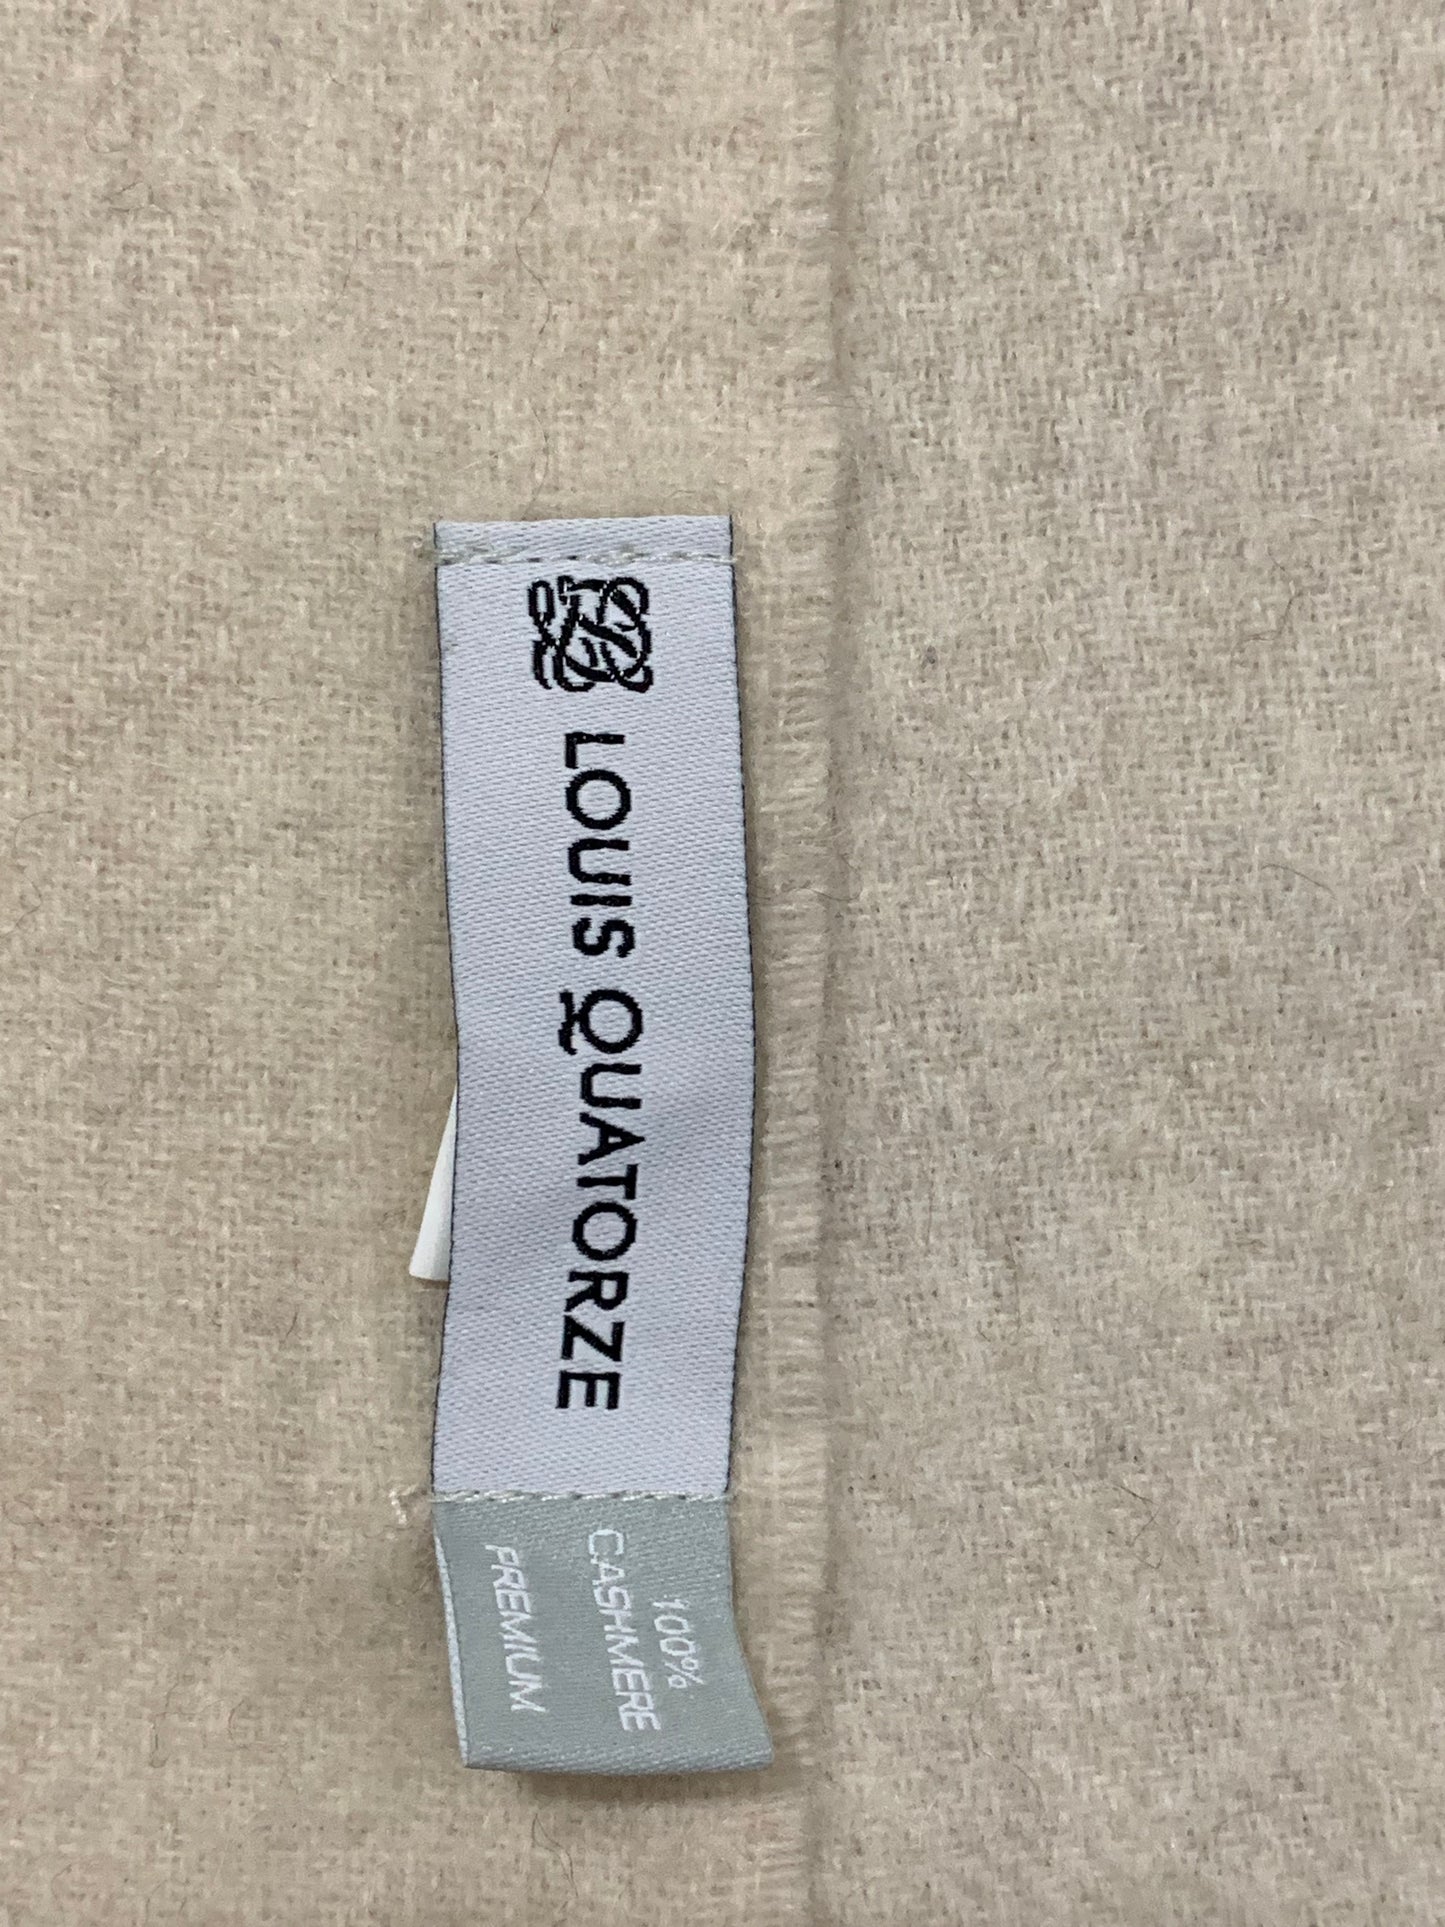 LOUIS QUATORZE
100%
CASHMERE
PREMIUM